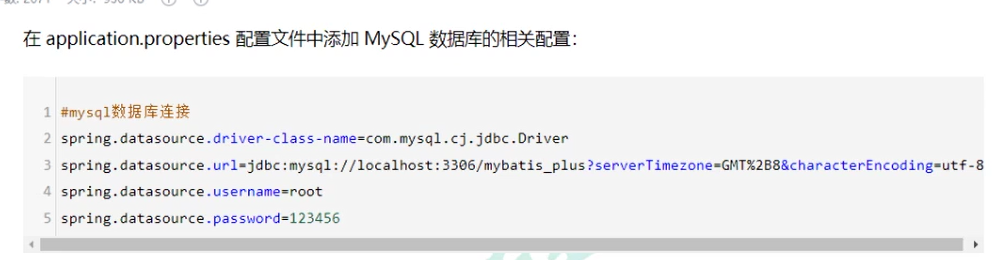 在 application.properties 配置文件中添加 MySQL 数据库的相关配置：
1 #mysql数据库连接
2 spring.datasource.driver-class-name=com.mysql.cj.jdbc.Driver
3 spring.datasource.url=jdbc:mysql://localhost:3306/mybatis_plus?serverTimezone=GMT%2B8&characterEncoding=utf-8
4 spring.datasource.username=root
5 spring.datasource.password=123456